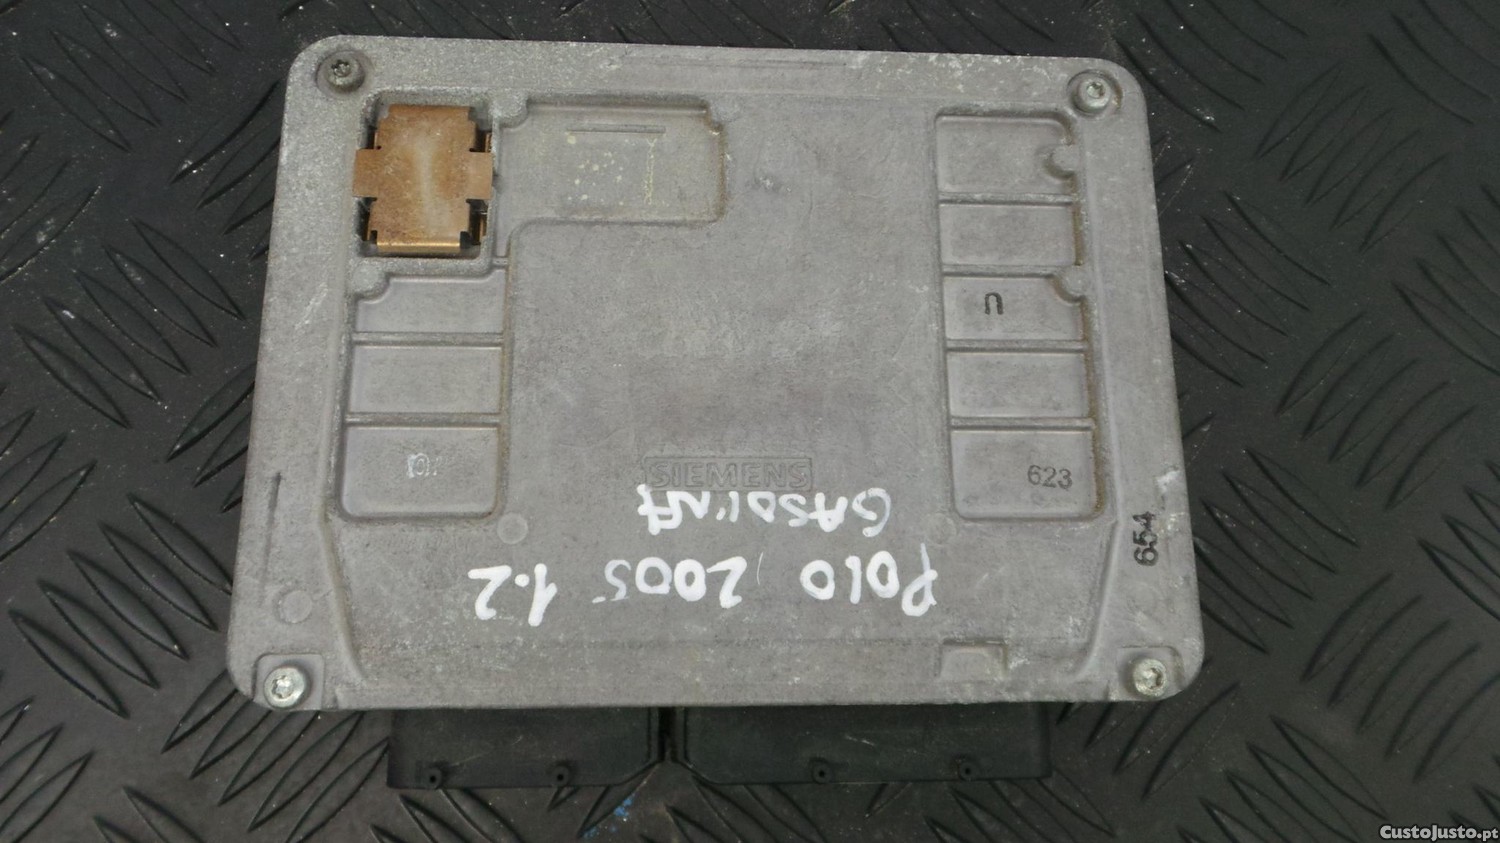 U
SIEMENS
623
654
POLO 2005 1.2
GASOLINA
CustoJusto.pt